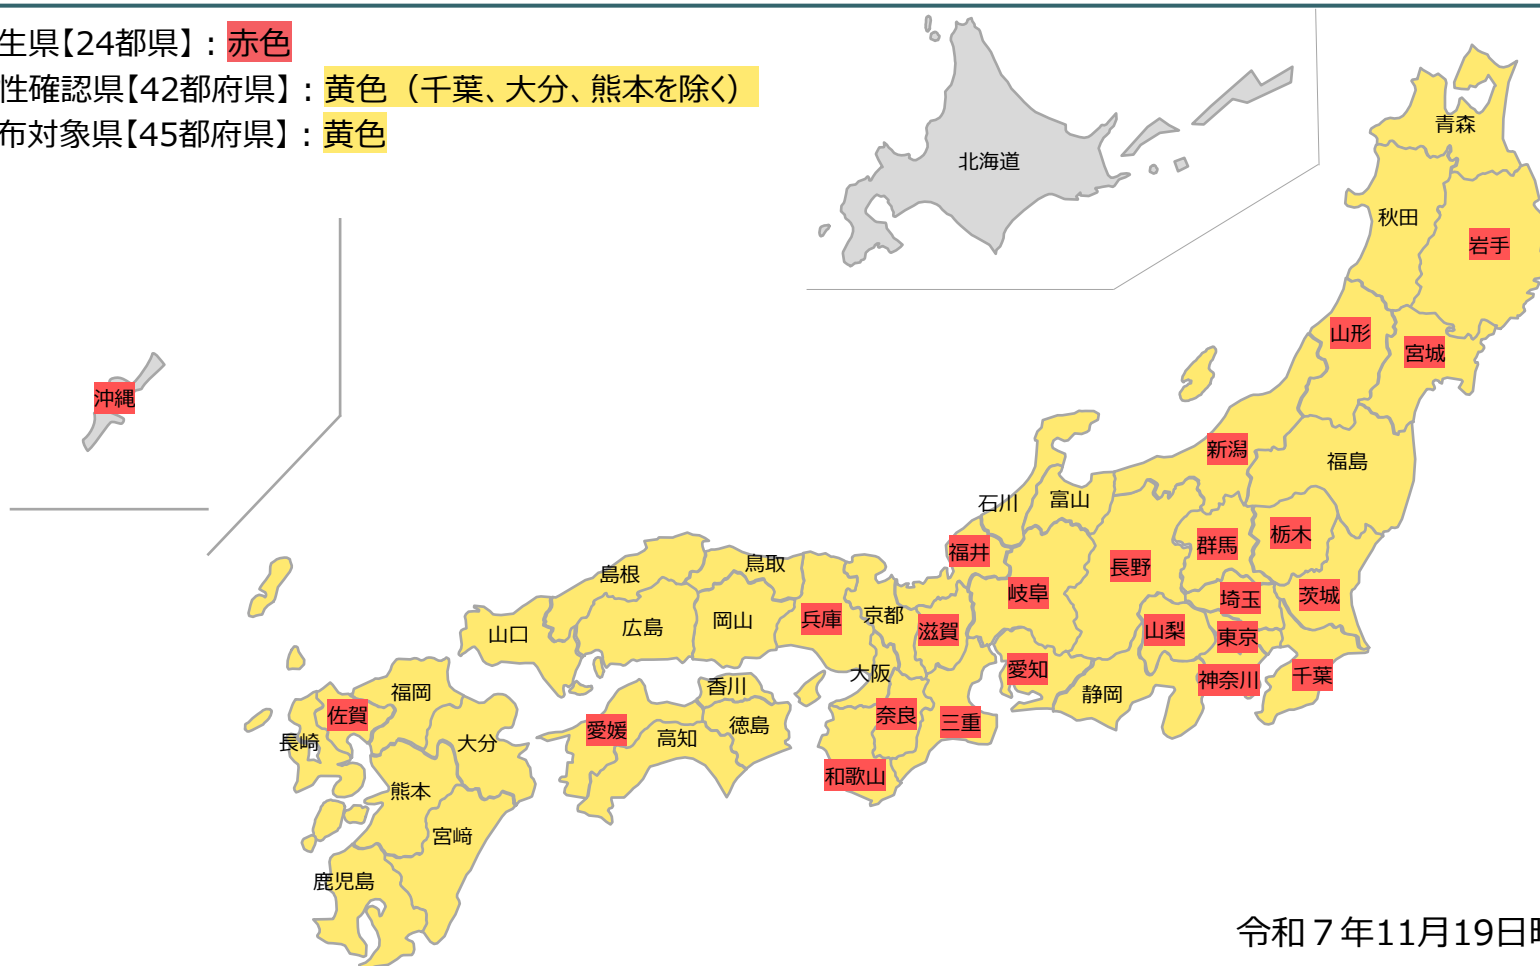 生県【24都県】：赤色
性確認県【42都府県】：黄色（千葉、大分、熊本を除く）
布対象県【45都府県】：黄色
北海道
青森
秋田
岩手
山形
宮城
沖縄
新潟
福島
石川
富山
福井
長野
群馬
栃木
鳥取
島根
岐阜
埼玉
茨城
山口
広島
岡山
兵庫
京都
滋賀
山梨
東京
大阪
愛知
神奈川
千葉
福岡
香川
静岡
佐賀
長崎
大分
愛媛
高知
徳島
奈良
三重
熊本
和歌山
宮﨑
鹿児島
令和７年11月19日時